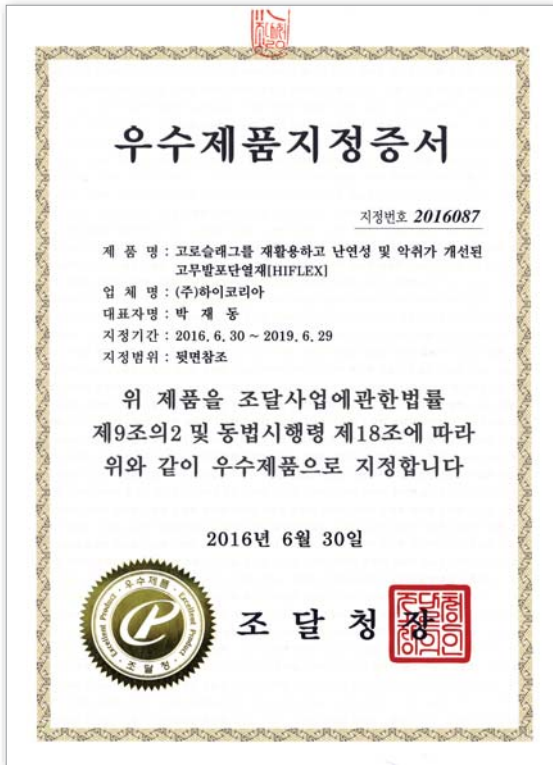 우수제품지정증서
지정번호 2016087
제 품 명 : 고로슬래그를 재활용하고 난연성 및 악취가 개선된
고무발포단열재[HIFLEX]
업 체 명 : (주)하이코리아
대표자명 : 박 재 동
지정기간 : 2016. 6. 30 ~ 2019. 6. 29
지정범위 : 뒷면참조
위 제품을 조달사업에관한법률
제9조의2 및 동법시행령 제18조에 따라
위와 같이 우수제품으로 지정합니다
2016년 6월 30일
· 우수제품 · Excellent Product · 조달청 · Excellent Product
조 달 청 장